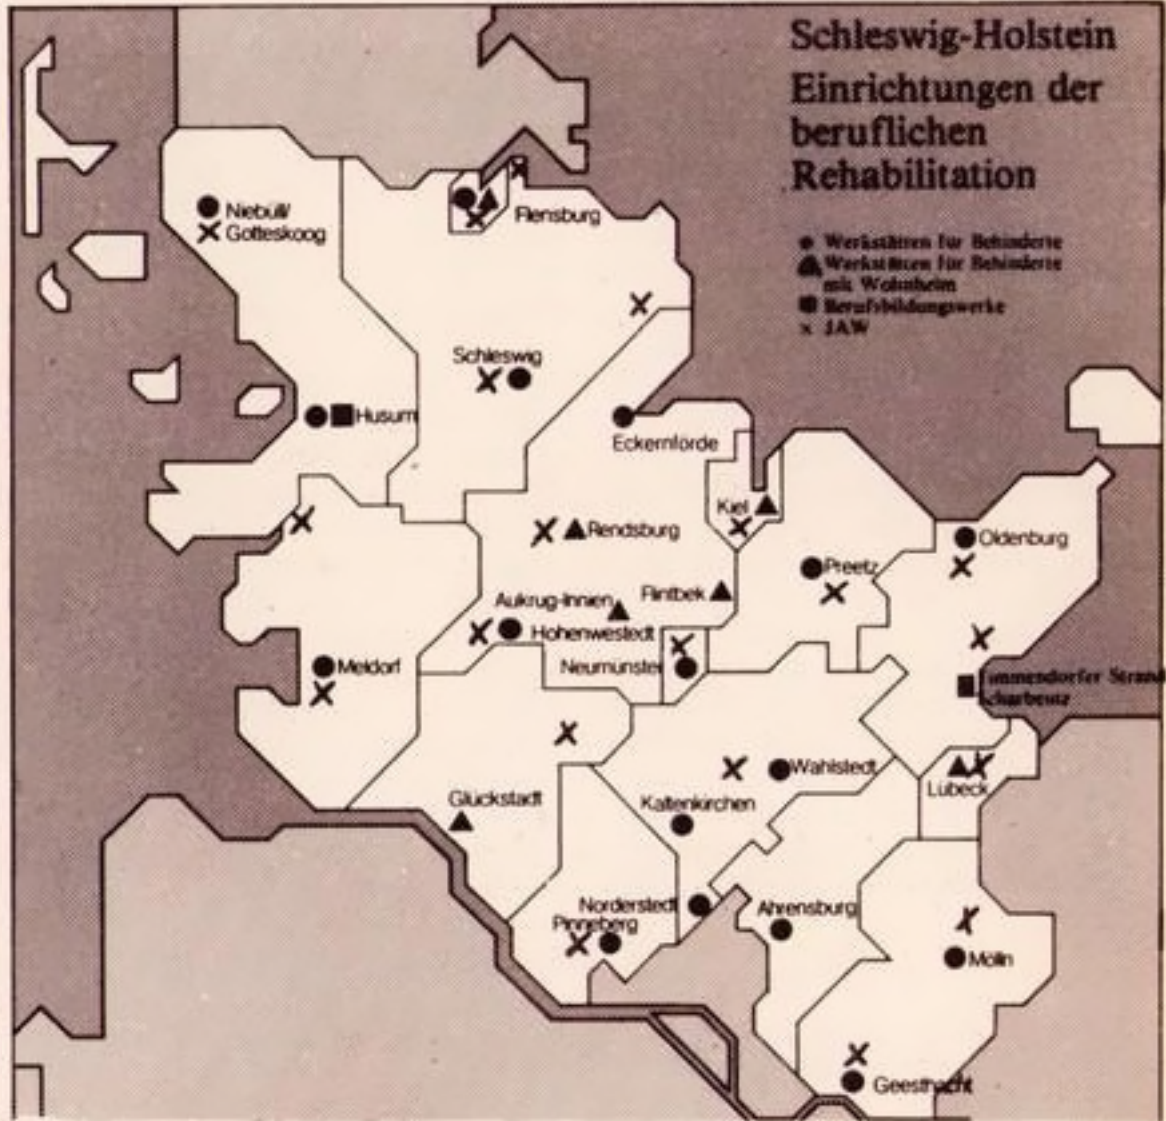 Schleswig-Holstein
Einrichtungen der
beruflichen
Rehabilitation
Werkstätten für Behinderte
Werkstätten für Behinderte
mit Wohnheim
Berufsbildungswerke
JAW
Niebüll/
Gotteskoog
Flensburg
Schleswig
Husum
Eckernförde
Kiel
Rendsburg
Oldenburg
Preetz
Flintbek
Aukrug-Innien
Hohenwestedt
Neumünster
Meldorf
Timmendorfer Strand
Scharbeutz
Wahlstedt
Lübeck
Glückstadt
Kaltenkirchen
Norderstedt
Ahrensburg
Pinneberg
Mölln
Geesthacht